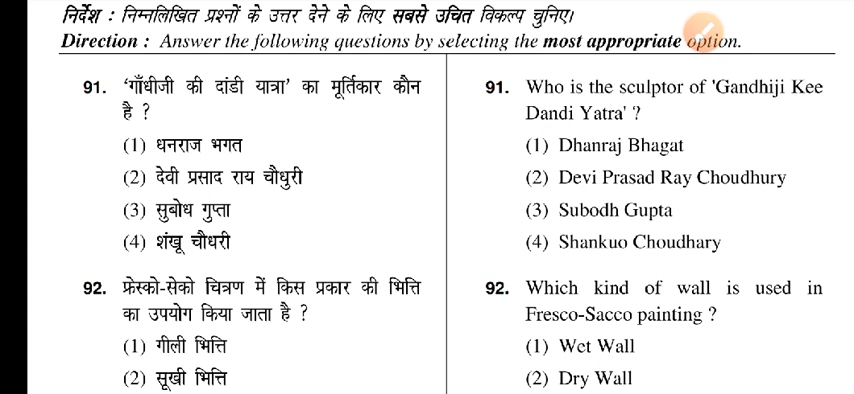 निर्देश : निम्नलिखित प्रश्नों के उत्तर देने के लिए सबसे उचित विकल्प चुनिए।
Direction : Answer the following questions by selecting the most appropriate option.
91. ‘गाँधीजी की दांडी यात्रा’ का मूर्तिकार कौन
है ?
(1) धनराज भगत
(2) देवी प्रसाद राय चौधुरी
(3) सुबोध गुप्ता
(4) शंखू चौधरी
92. फ्रेस्को-सेको चित्रण में किस प्रकार की भित्ति
का उपयोग किया जाता है ?
(1) गीली भित्ति
(2) सूखी भित्ति
91. Who is the sculptor of 'Gandhiji Kee
Dandi Yatra' ?
(1) Dhanraj Bhagat
(2) Devi Prasad Ray Choudhury
(3) Subodh Gupta
(4) Shankuo Choudhary
92. Which kind of wall is used in
Fresco-Sacco painting ?
(1) Wet Wall
(2) Dry Wall